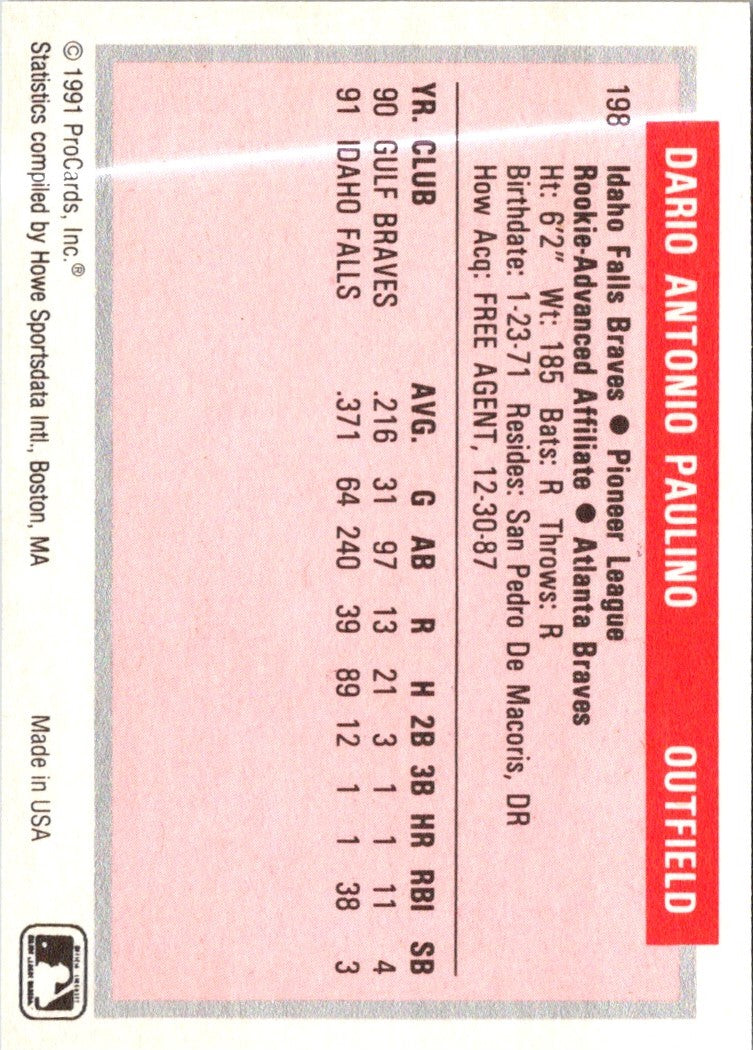 DARIO ANTONIO PAULINO OUTFIELD
198 Idaho Falls Braves ● Pioneer League
Rookie-Advanced Affiliate ● Atlanta Braves
Ht: 6'2" Wt: 185 Bats: R Throws: R
Birthdate: 1-23-71 Resides: San Pedro De Macoris, DR
How Acq: FREE AGENT, 12-30-87
YR. CLUB AVG. G AB R H 2B 3B HR RBI SB
90 GULF BRAVES .216 31 97 13 21 3 1 1 11 4
91 IDAHO FALLS .371 64 240 39 89 12 1 1 38 3
© 1991 ProCards, Inc.®
Statistics compiled by Howe Sportsdata Intl., Boston, MA Made in USA